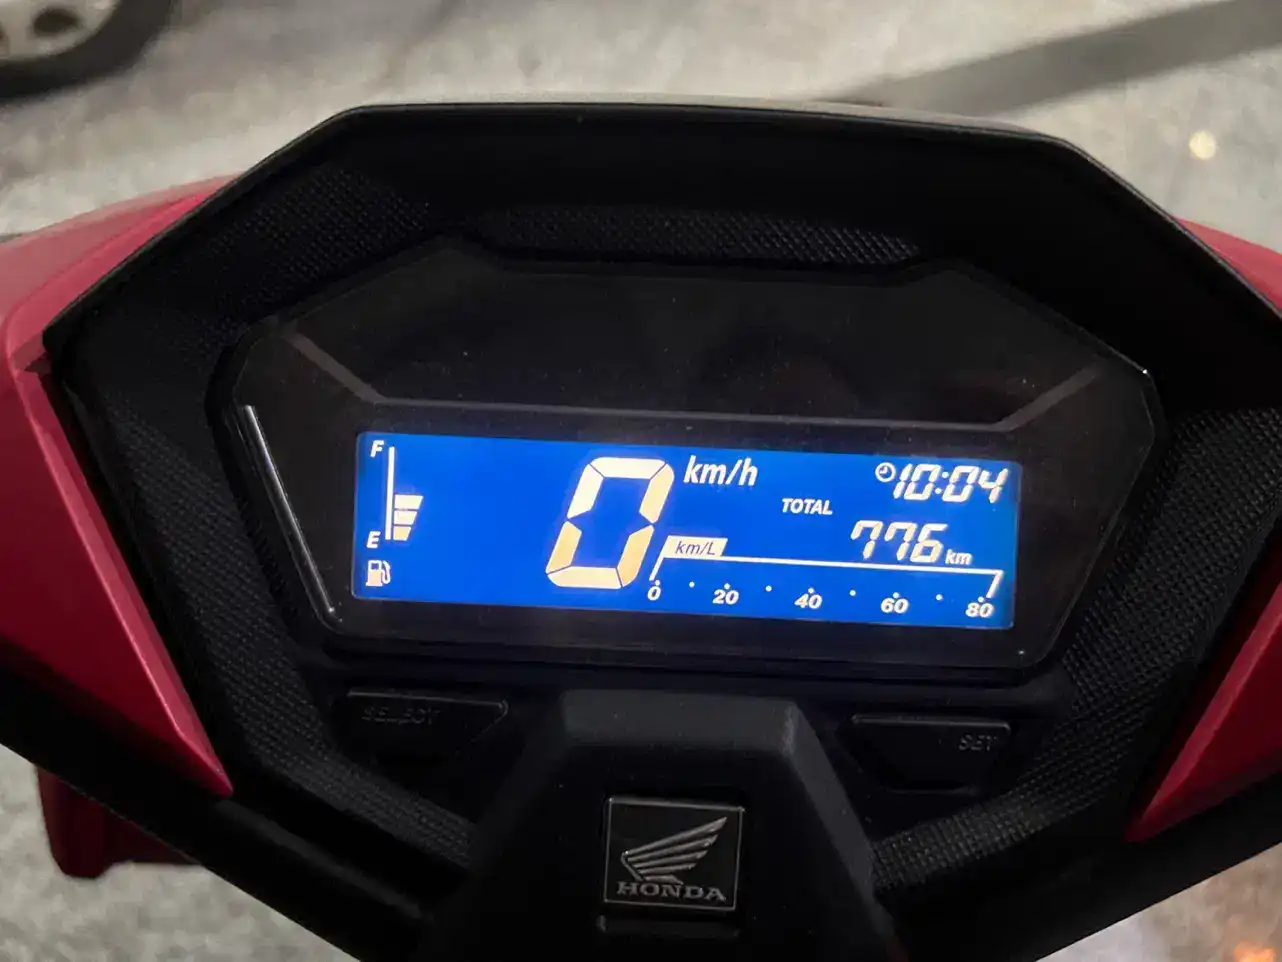 F
E
0 km/h
10:04
TOTAL
776 km
km/L
0 20 40 60 80
SELECT
SET
HONDA